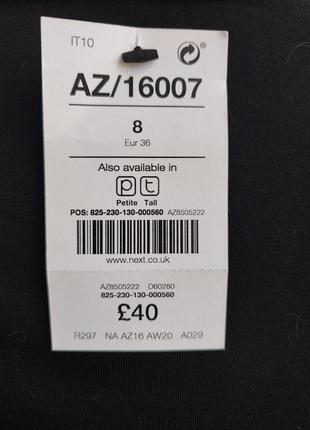 IT10
AZ/16007
8
Eur 36
Also available in
p t
Petite Tall
POS: 825-230-130-000560 AZ8505222
www.next.co.uk
AZ8505222 D60280
825-230-130-000560
£40
R297 NA AZ16 AW20 A029